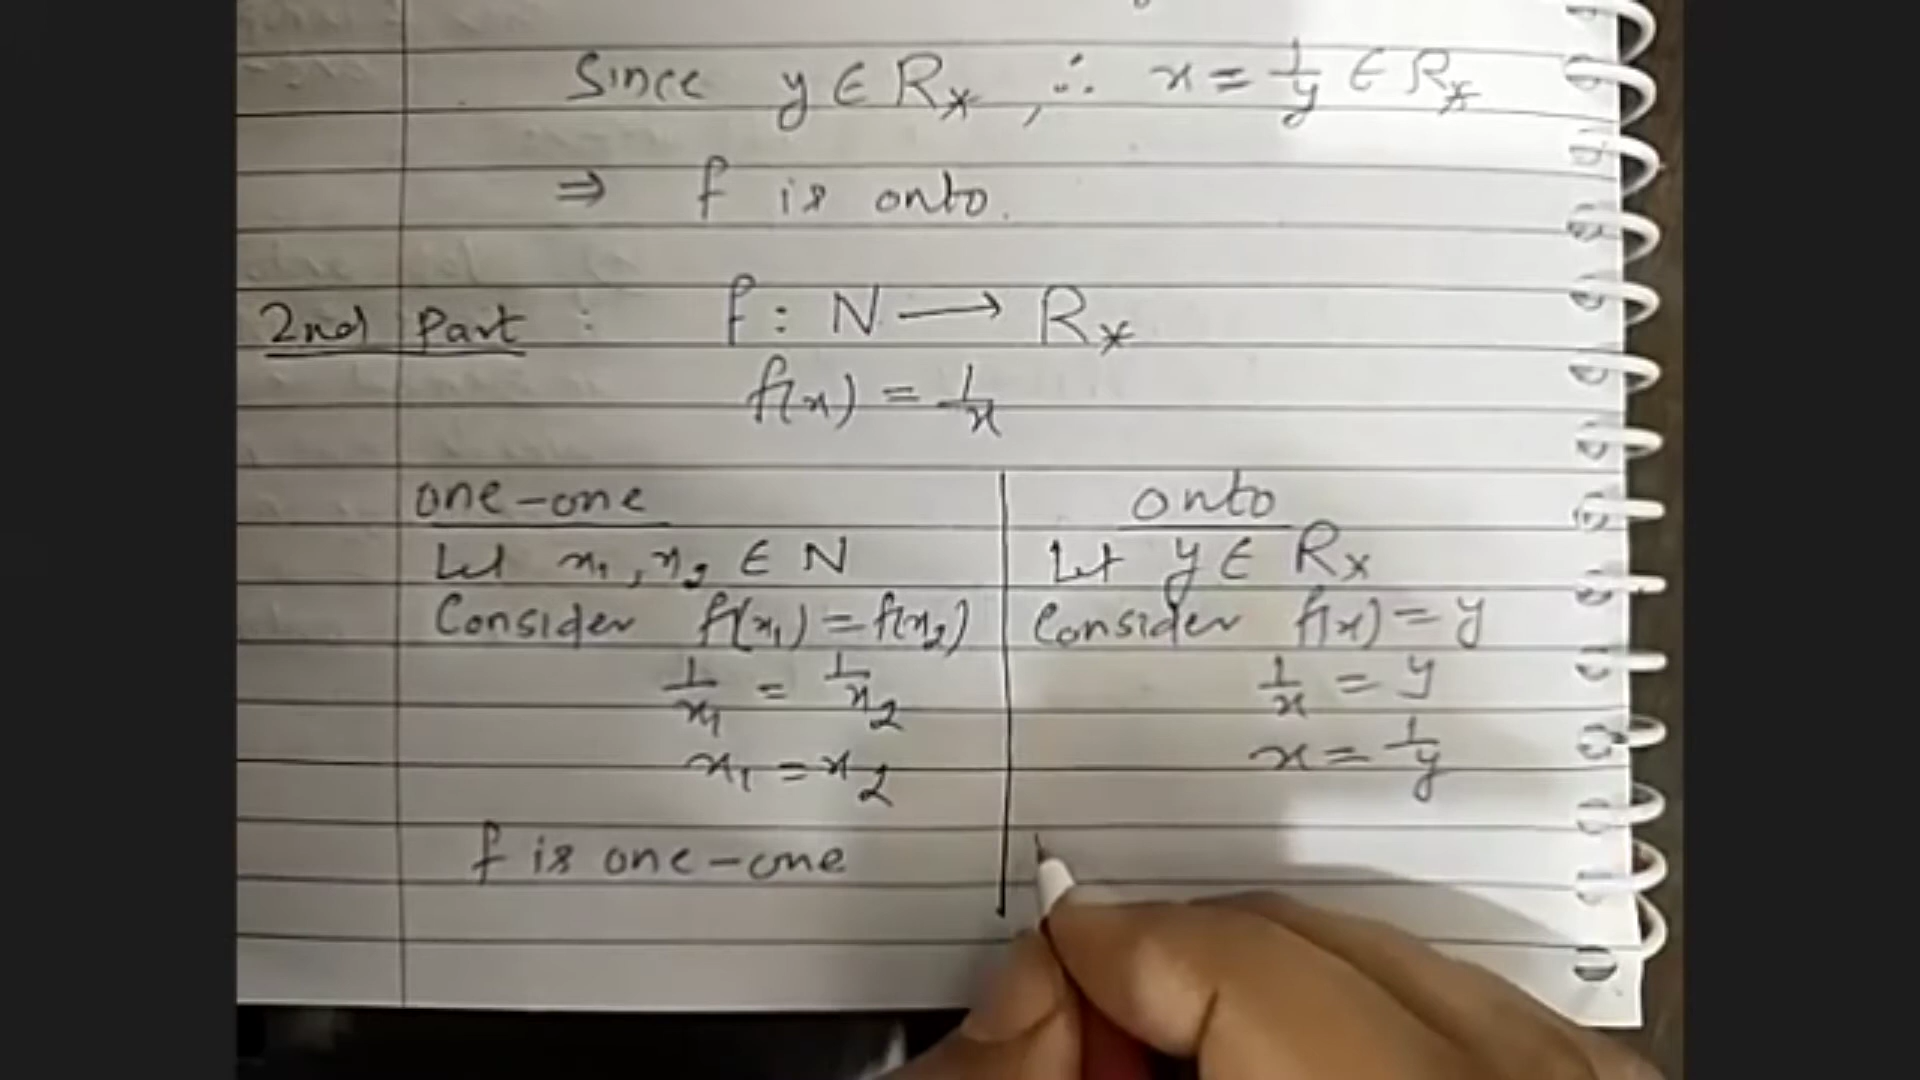 Since y ∈ R* , ∴ x = 1/y ∈ R*
⇒ f is onto.
2nd Part : f : N → R*
f(x) = 1/x
one-one
Let x₁, x₂ ∈ N
Consider f(x₁) = f(x₂)
1/x₁ = 1/x₂
x₁ = x₂
f is one-one
onto
Let y ∈ R*
Consider f(x) = y
1/x = y
x = 1/y